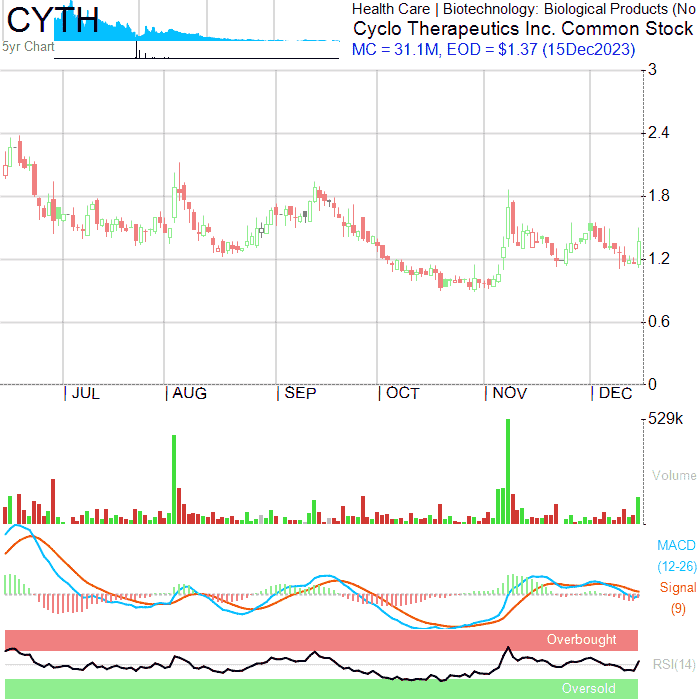 CYTH
5yr Chart
Health Care | Biotechnology: Biological Products (No
Cyclo Therapeutics Inc. Common Stock
MC = 31.1M, EOD = $1.37 (15Dec2023)
3
2.4
1.8
1.2
0.6
0
| JUL | AUG | SEP | OCT | NOV | DEC
529k
Volume
MACD
(12-26)
Signal
(9)
Overbought
RSI(14)
Oversold